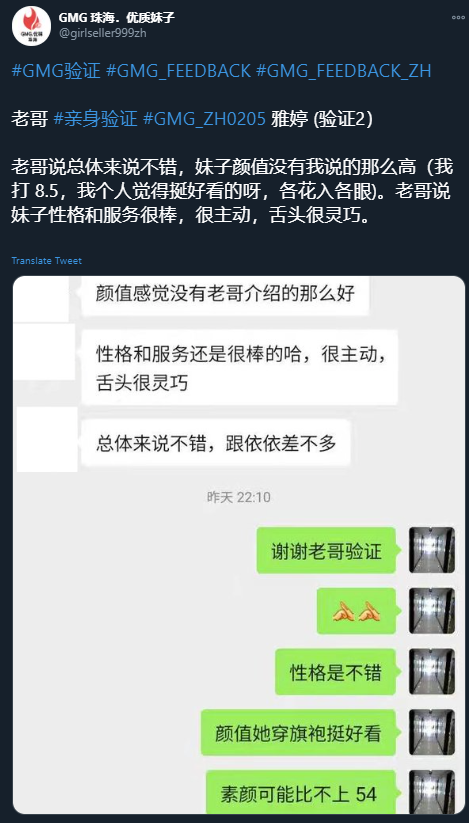 GMG 珠海．优质妹子
@girlseller999zh
GMG.优质
珠海
#GMG验证 #GMG_FEEDBACK #GMG_FEEDBACK_ZH
老哥 #亲身验证 #GMG_ZH0205 雅婷 (验证2）
老哥说总体来说不错，妹子颜值没有我说的那么高（我
打 8.5，我个人觉得挺好看的呀，各花入各眼)。老哥说
妹子性格和服务很棒，很主动，舌头很灵巧。
Translate Tweet
颜值感觉没有老哥介绍的那么好
性格和服务还是很棒的哈，很主动，
舌头很灵巧
总体来说不错，跟依依差不多
昨天 22:10
谢谢老哥验证
性格是不错
颜值她穿旗袍挺好看
素颜可能比不上 54